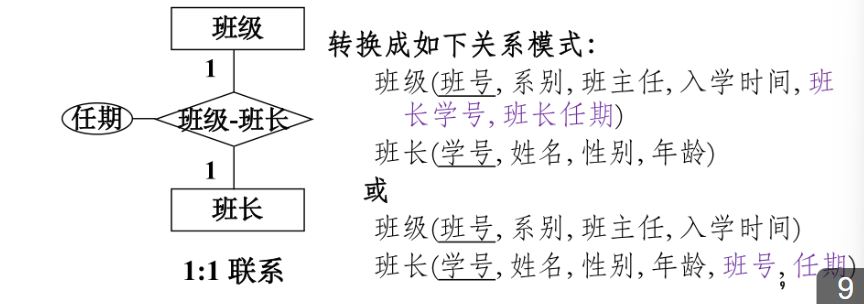 班级
1
任期
班级-班长
1
班长
1:1 联系
转换成如下关系模式：
班级(班号, 系别, 班主任, 入学时间, 班
长学号, 班长任期)
班长(学号, 姓名, 性别, 年龄)
或
班级(班号, 系别, 班主任, 入学时间)
班长(学号, 姓名, 性别, 年龄, 班号, 任期)
9
9